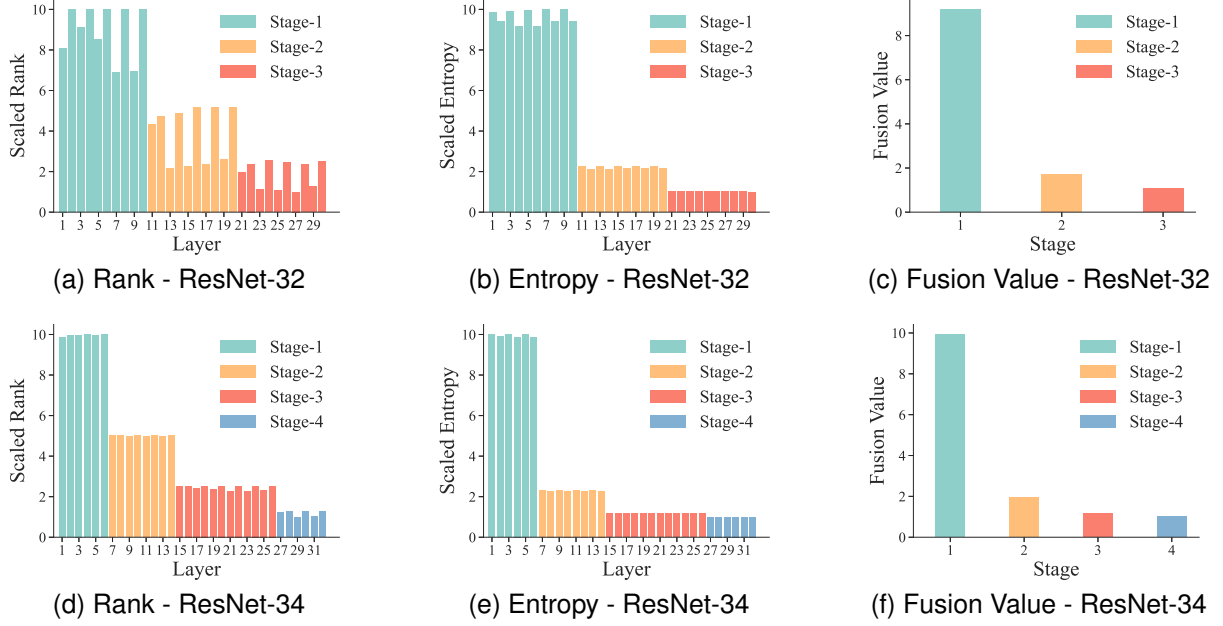 Scaled Rank
10
8
6
4
2
0
1 3 5 7 9 11 13 15 17 19 21 23 25 27 29
Layer
Stage-1
Stage-2
Stage-3
(a) Rank - ResNet-32
Scaled Entropy
10
8
6
4
2
0
1 3 5 7 9 11 13 15 17 19 21 23 25 27 29
Layer
Stage-1
Stage-2
Stage-3
(b) Entropy - ResNet-32
Fusion Value
8
6
4
2
0
1 2 3
Stage
Stage-1
Stage-2
Stage-3
(c) Fusion Value - ResNet-32
Scaled Rank
10
8
6
4
2
0
1 3 5 7 9 11 13 15 17 19 21 23 25 27 29 31
Layer
Stage-1
Stage-2
Stage-3
Stage-4
(d) Rank - ResNet-34
Scaled Entropy
10
8
6
4
2
0
1 3 5 7 9 11 13 15 17 19 21 23 25 27 29 31
Layer
Stage-1
Stage-2
Stage-3
Stage-4
(e) Entropy - ResNet-34
Fusion Value
10
8
6
4
2
0
1 2 3 4
Stage
Stage-1
Stage-2
Stage-3
Stage-4
(f) Fusion Value - ResNet-34